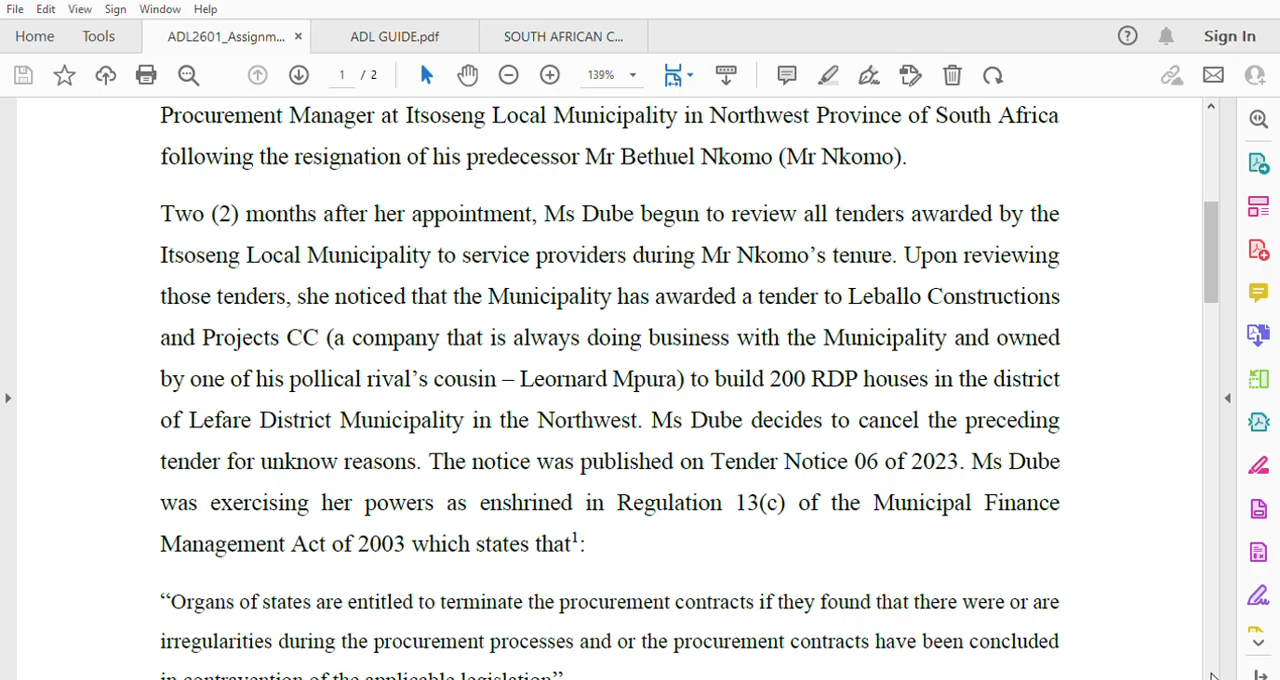 File Edit View Sign Window Help
Home Tools ADL2601_Assignm... × ADL GUIDE.pdf SOUTH AFRICAN C... Sign In
1 / 2 139%
Procurement Manager at Itsoseng Local Municipality in Northwest Province of South Africa
following the resignation of his predecessor Mr Bethuel Nkomo (Mr Nkomo).
Two (2) months after her appointment, Ms Dube begun to review all tenders awarded by the
Itsoseng Local Municipality to service providers during Mr Nkomo’s tenure. Upon reviewing
those tenders, she noticed that the Municipality has awarded a tender to Leballo Constructions
and Projects CC (a company that is always doing business with the Municipality and owned
by one of his pollical rival’s cousin – Leornard Mpura) to build 200 RDP houses in the district
of Lefare District Municipality in the Northwest. Ms Dube decides to cancel the preceding
tender for unknow reasons. The notice was published on Tender Notice 06 of 2023. Ms Dube
was exercising her powers as enshrined in Regulation 13(c) of the Municipal Finance
Management Act of 2003 which states that¹:
“Organs of states are entitled to terminate the procurement contracts if they found that there were or are
irregularities during the procurement processes and or the procurement contracts have been concluded
in contravention of the applicable legislation”